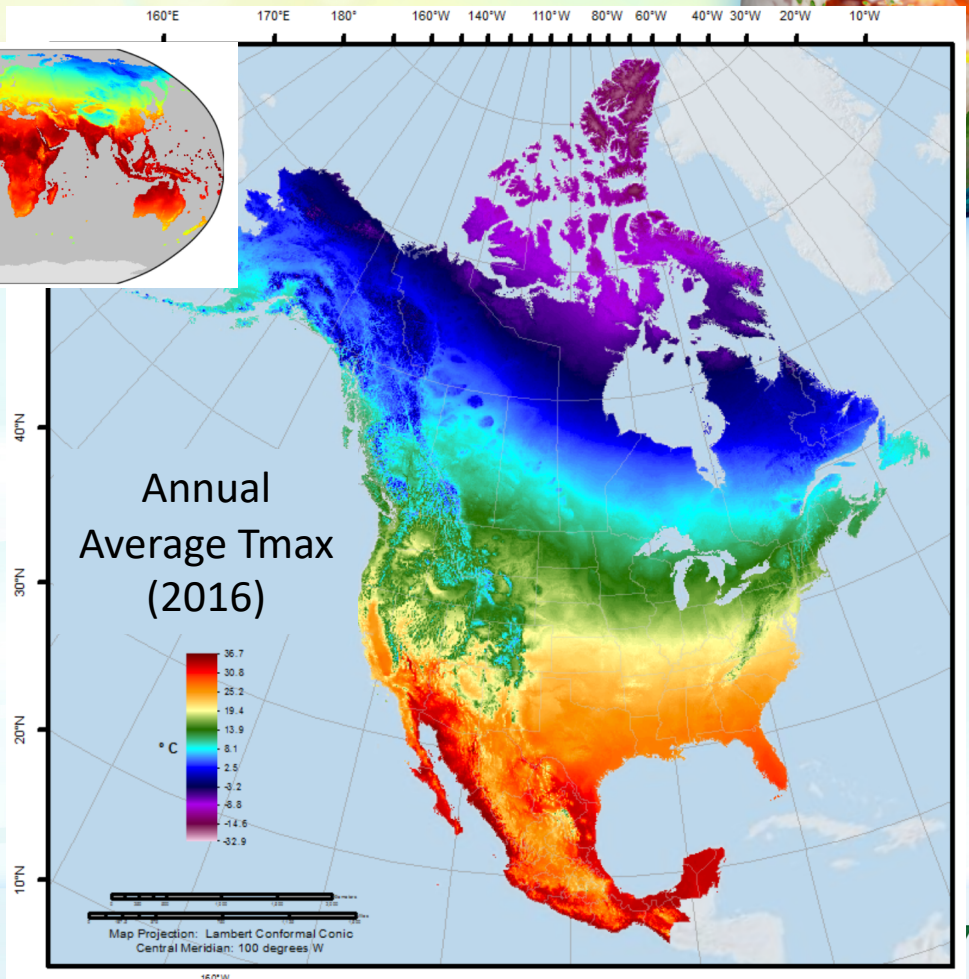 160°E 170°E 180° 160°W 140°W 110°W 80°W 60°W 40°W 30°W 20°W 10°W
40°N
30°N
20°N
10°N
Annual
Average Tmax
(2016)
° C
36.7
30.8
25.2
19.4
13.9
8.1
2.5
-3.2
-8.8
-14.6
-32.9
Map Projection: Lambert Conformal Conic
Central Meridian: 100 degrees W